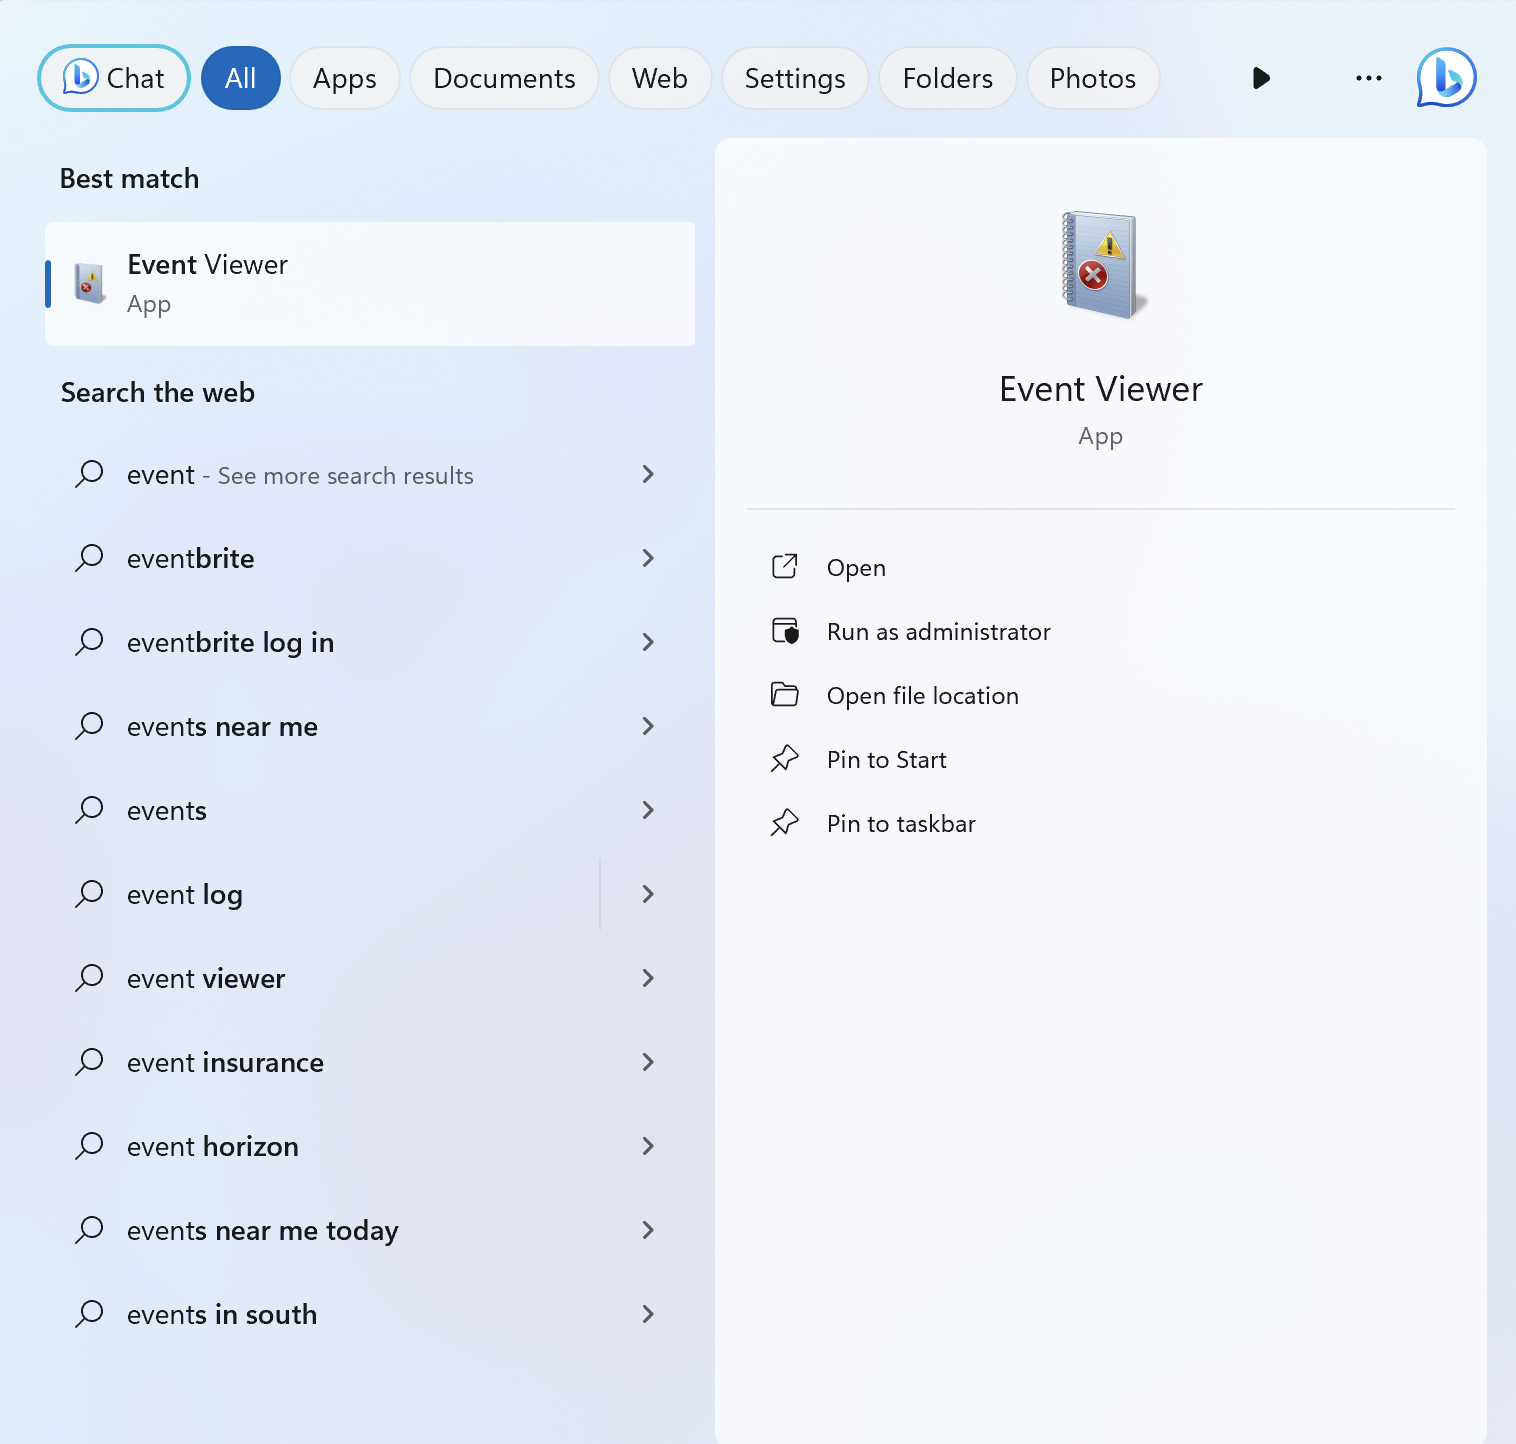 Chat
All
Apps
Documents
Web
Settings
Folders
Photos
Best match
Event Viewer
App
Search the web
event - See more search results
eventbrite
eventbrite log in
events near me
events
event log
event viewer
event insurance
event horizon
events near me today
events in south
Event Viewer
App
Open
Run as administrator
Open file location
Pin to Start
Pin to taskbar